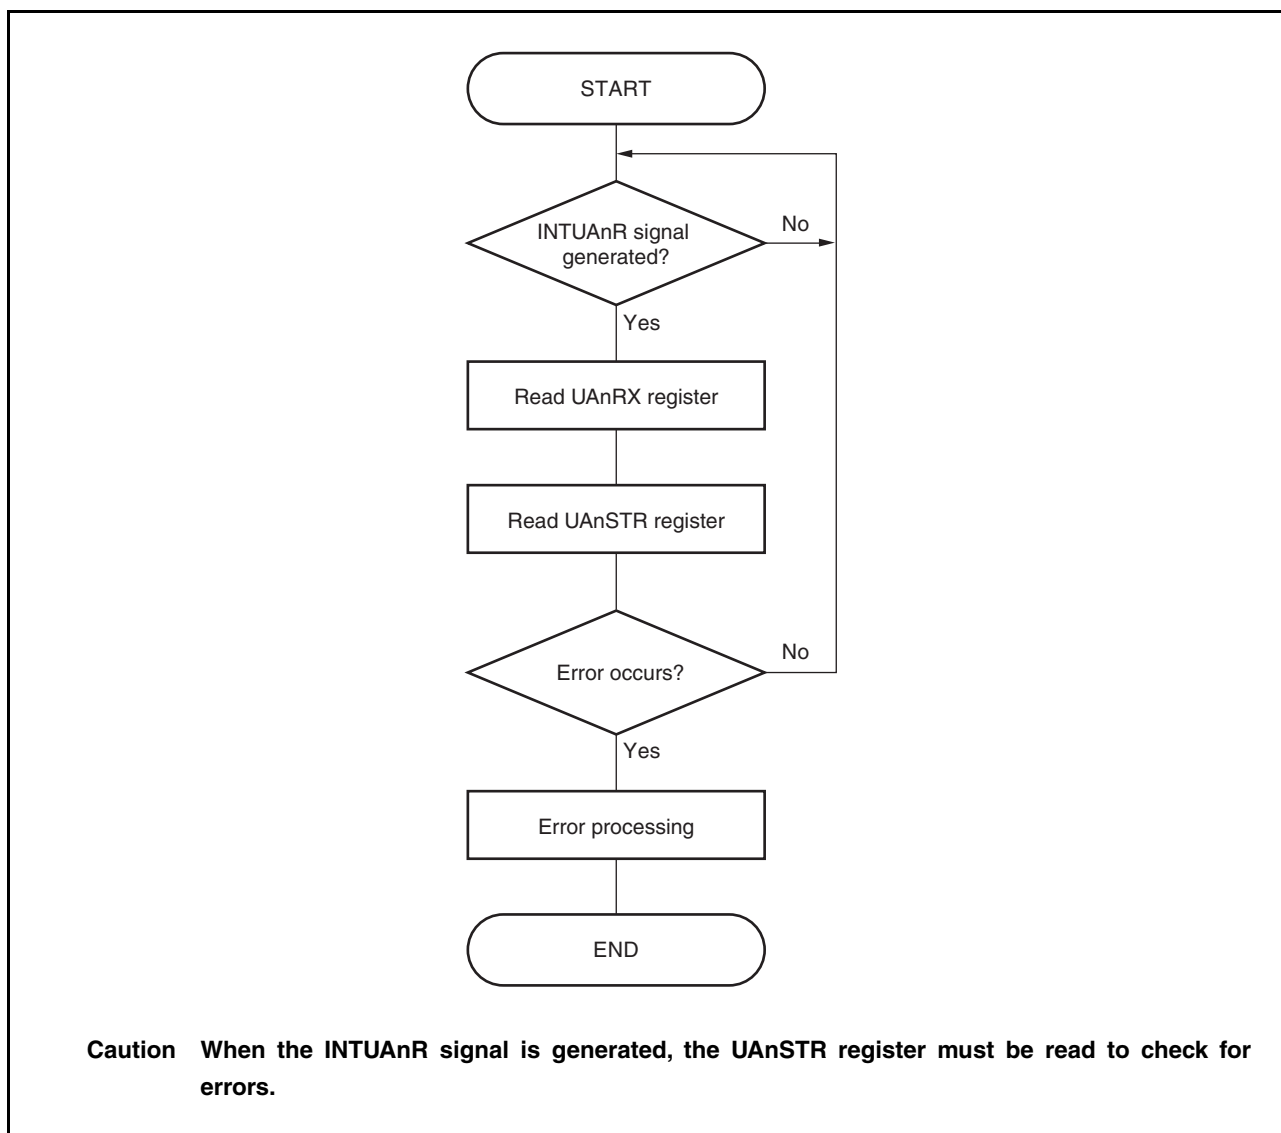 START
INTUAnR signal
generated?
No
Yes
Read UAnRX register
Read UAnSTR register
Error occurs?
No
Yes
Error processing
END
Caution When the INTUAnR signal is generated, the UAnSTR register must be read to check for
errors.